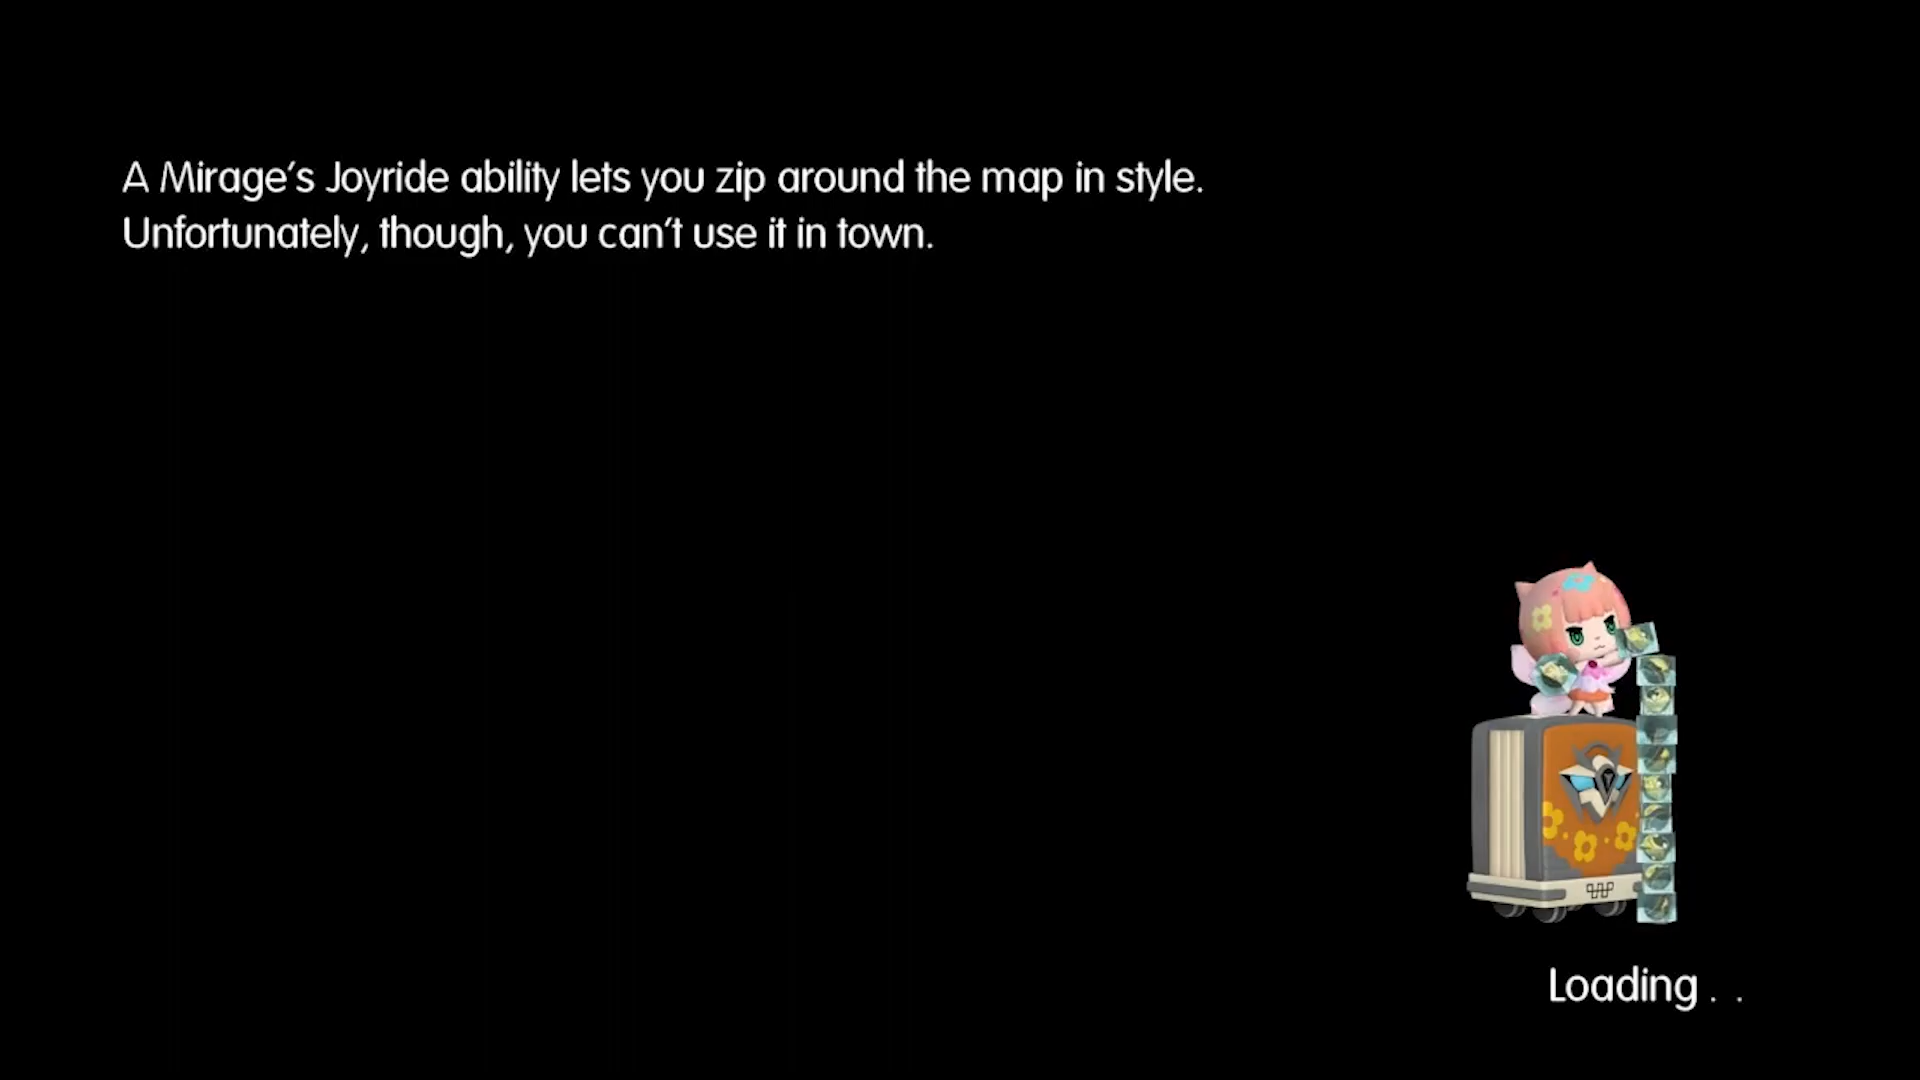 A Mirage's Joyride ability lets you zip around the map in style.
Unfortunately, though, you can't use it in town.
Loading . .